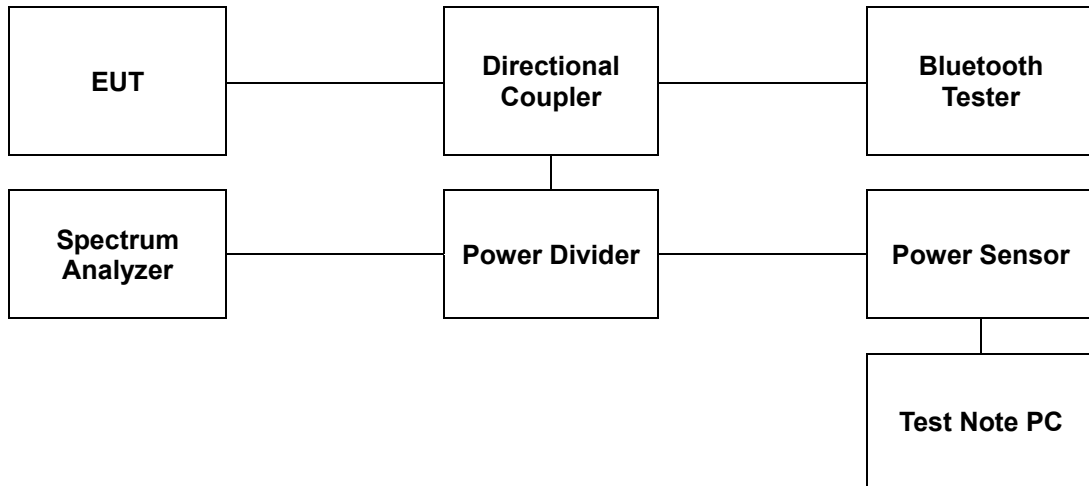 EUT
Directional
Coupler
Bluetooth
Tester
Spectrum
Analyzer
Power Divider
Power Sensor
Test Note PC